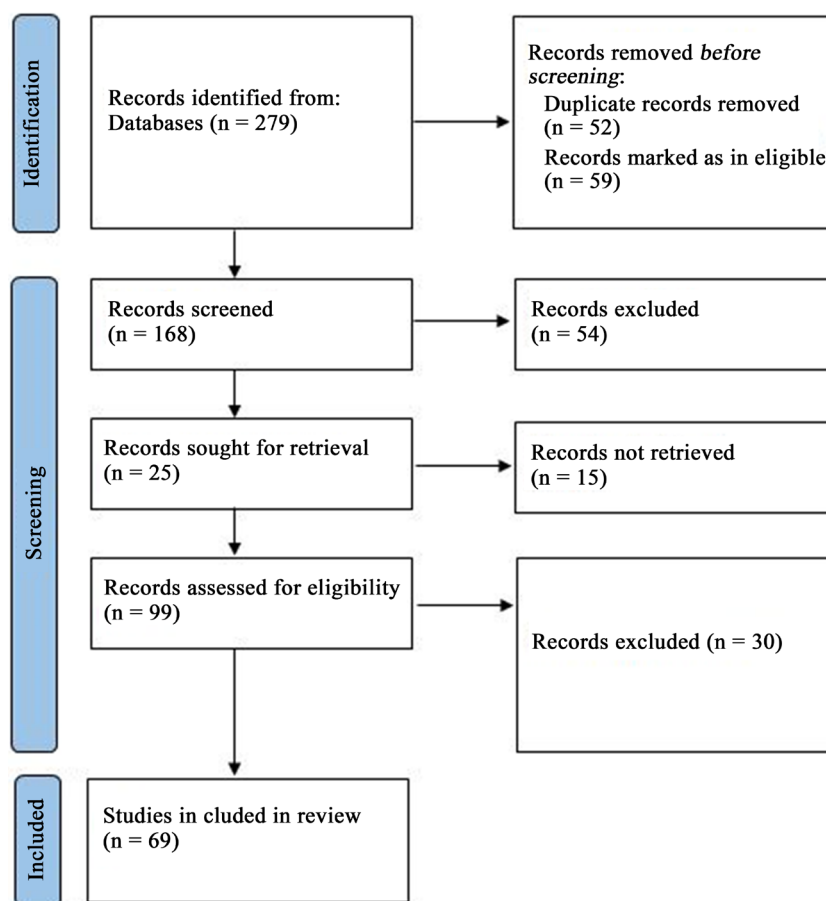 Identification
Records identified from:
Databases (n = 279)
Records removed before
screening:
Duplicate records removed
(n = 52)
Records marked as in eligible
(n = 59)
Screening
Records screened
(n = 168)
Records excluded
(n = 54)
Records sought for retrieval
(n = 25)
Records not retrieved
(n = 15)
Records assessed for eligibility
(n = 99)
Records excluded (n = 30)
Included
Studies in cluded in review
(n = 69)